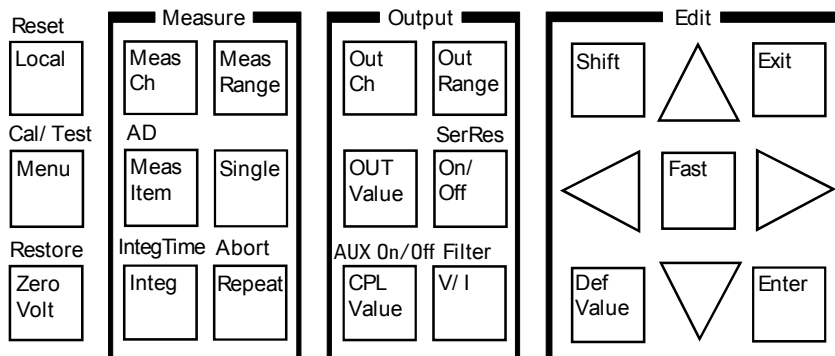 Measure Output Edit
Reset
Local Meas Ch Meas Range Out Ch Out Range Shift Exit
Cal/ Test AD SerRes
Menu Meas Item Single OUT Value On/ Off Fast
Restore IntegTime Abort AUX On/Off Filter
Zero Volt Integ Repeat CPL Value V/ I Def Value Enter